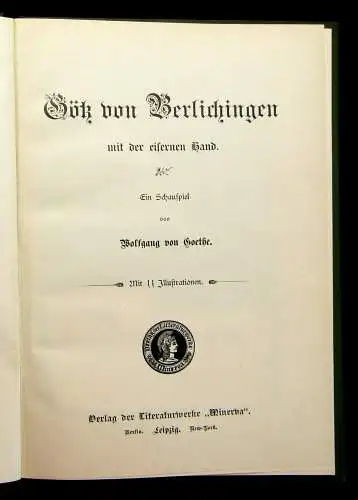 Götz von Berlichingen
mit der eisernen Hand.
Ein Schauspiel
von
Wolfgang von Goethe.
Mit 11 Illustrationen.
Verlag der Literaturwerke „Minerva“.
Berlin. Leipzig. New-York.